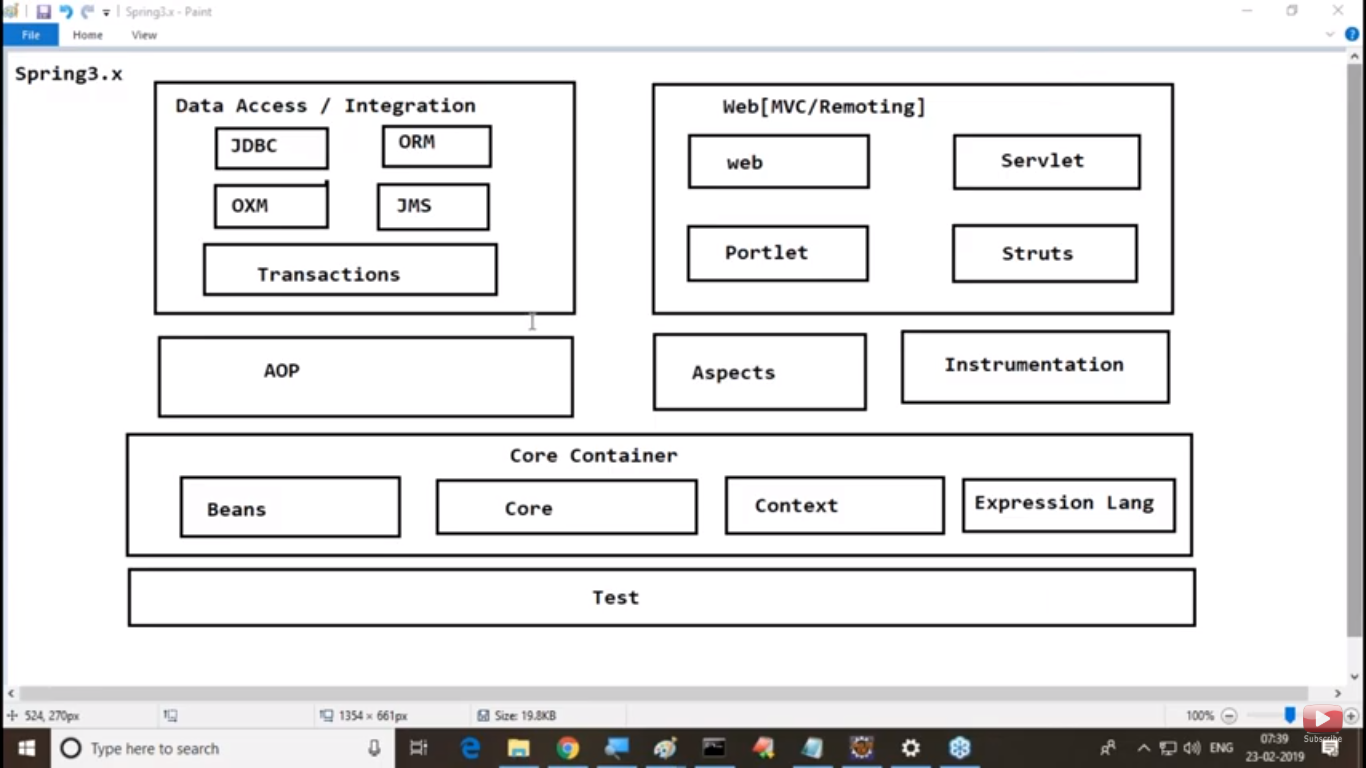 Spring3.x - Paint
File Home View
Spring3.x
Data Access / Integration
JDBC ORM
OXM JMS
Transactions
Web[MVC/Remoting]
web Servlet
Portlet Struts
AOP
Aspects
Instrumentation
Core Container
Beans Core Context Expression Lang
Test
524, 270px 1354 × 661px Size: 19.8KB 100%
Subscribe
Type here to search
ENG
07:39
23-02-2019